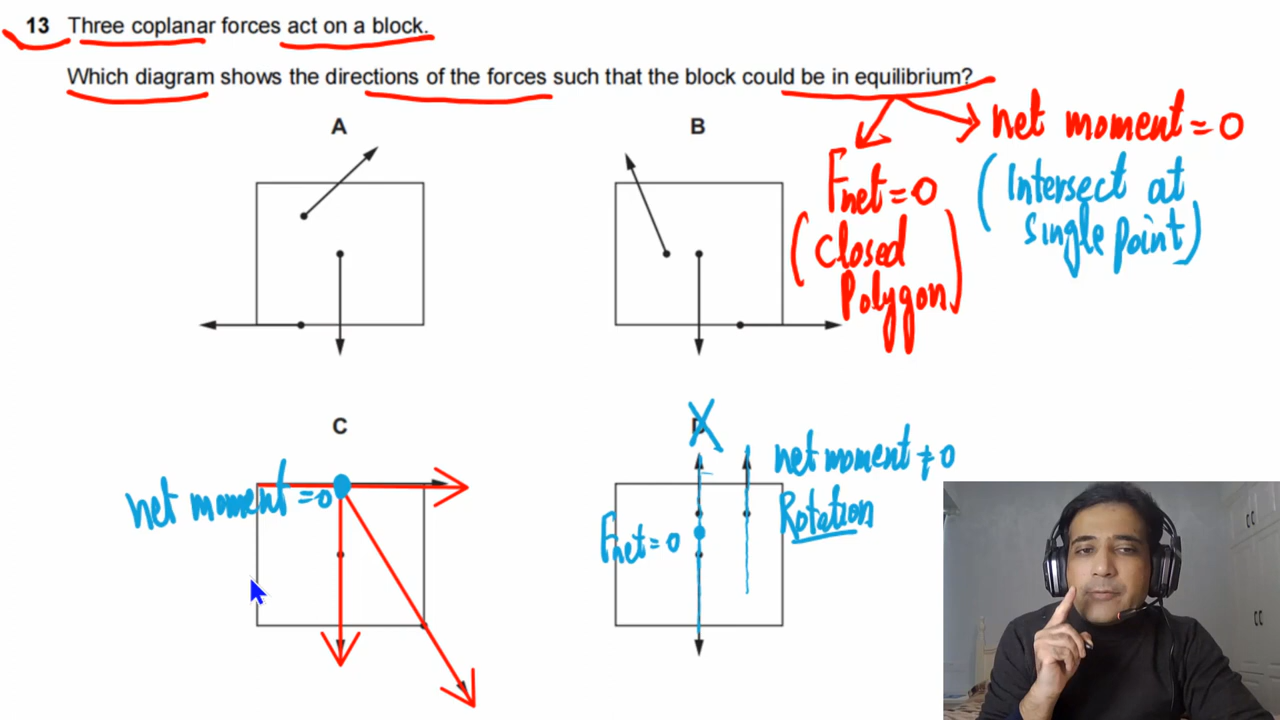 13 Three coplanar forces act on a block.
Which diagram shows the directions of the forces such that the block could be in equilibrium?
A
B
net moment = 0
(Intersect at
single point)
Fnet = 0
(Closed
Polygon)
C
D
net moment = 0
net moment ≠ 0
Rotation
Fnet = 0